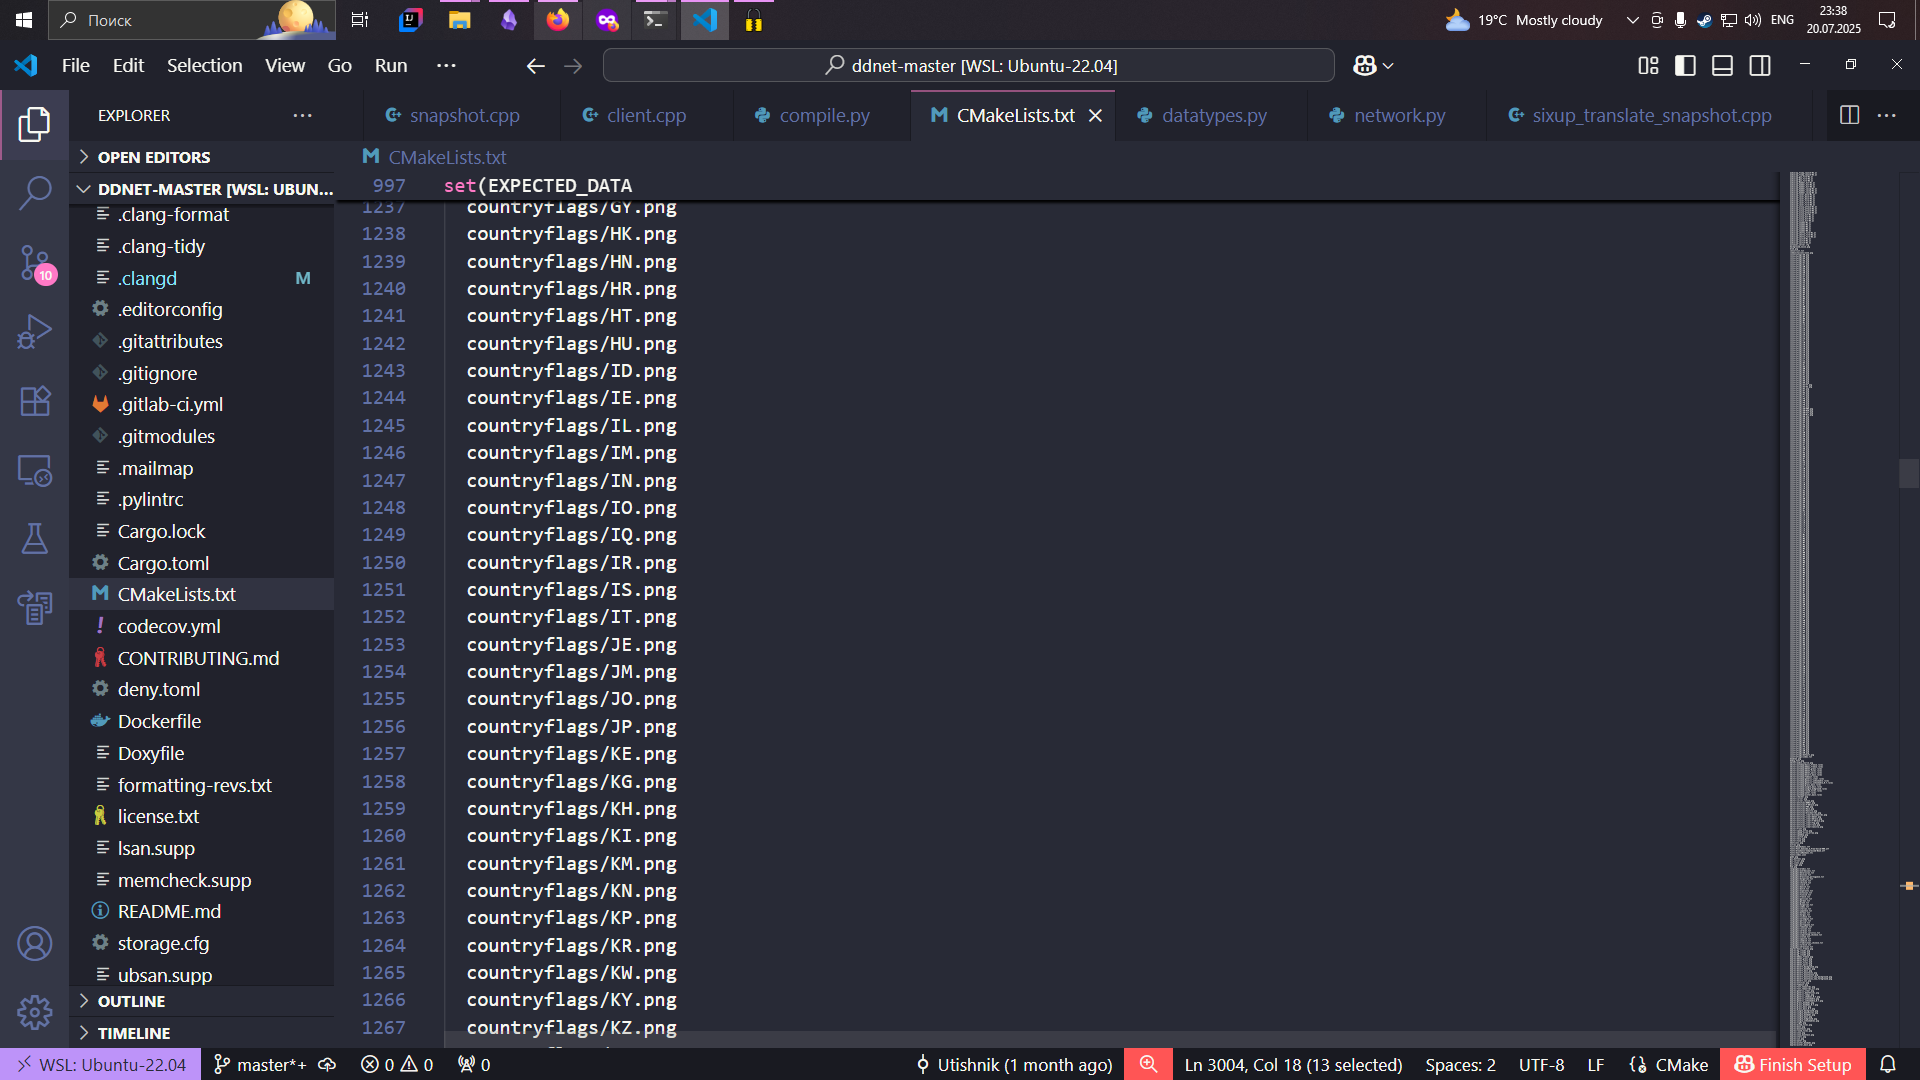 Поиск
19°C Mostly cloudy
ENG
23:38
20.07.2025
File Edit Selection View Go Run ···
ddnet-master [WSL: Ubuntu-22.04]
EXPLORER
snapshot.cpp
client.cpp
compile.py
CMakeLists.txt
datatypes.py
network.py
sixup_translate_snapshot.cpp
OPEN EDITORS
DDNET-MASTER [WSL: UBUN...
.clang-format
.clang-tidy
.clangd M
.editorconfig
.gitattributes
.gitignore
.gitlab-ci.yml
.gitmodules
.mailmap
.pylintrc
Cargo.lock
Cargo.toml
CMakeLists.txt
codecov.yml
CONTRIBUTING.md
deny.toml
Dockerfile
Doxyfile
formatting-revs.txt
license.txt
lsan.supp
memcheck.supp
README.md
storage.cfg
ubsan.supp
OUTLINE
TIMELINE
10
CMakeLists.txt
997 set(EXPECTED_DATA
1237 countryflags/GY.png
1238 countryflags/HK.png
1239 countryflags/HN.png
1240 countryflags/HR.png
1241 countryflags/HT.png
1242 countryflags/HU.png
1243 countryflags/ID.png
1244 countryflags/IE.png
1245 countryflags/IL.png
1246 countryflags/IM.png
1247 countryflags/IN.png
1248 countryflags/IO.png
1249 countryflags/IQ.png
1250 countryflags/IR.png
1251 countryflags/IS.png
1252 countryflags/IT.png
1253 countryflags/JE.png
1254 countryflags/JM.png
1255 countryflags/JO.png
1256 countryflags/JP.png
1257 countryflags/KE.png
1258 countryflags/KG.png
1259 countryflags/KH.png
1260 countryflags/KI.png
1261 countryflags/KM.png
1262 countryflags/KN.png
1263 countryflags/KP.png
1264 countryflags/KR.png
1265 countryflags/KW.png
1266 countryflags/KY.png
1267 countryflags/KZ.png
WSL: Ubuntu-22.04 master*+ 0 0 0 Utishnik (1 month ago) Ln 3004, Col 18 (13 selected) Spaces: 2 UTF-8 LF CMake Finish Setup